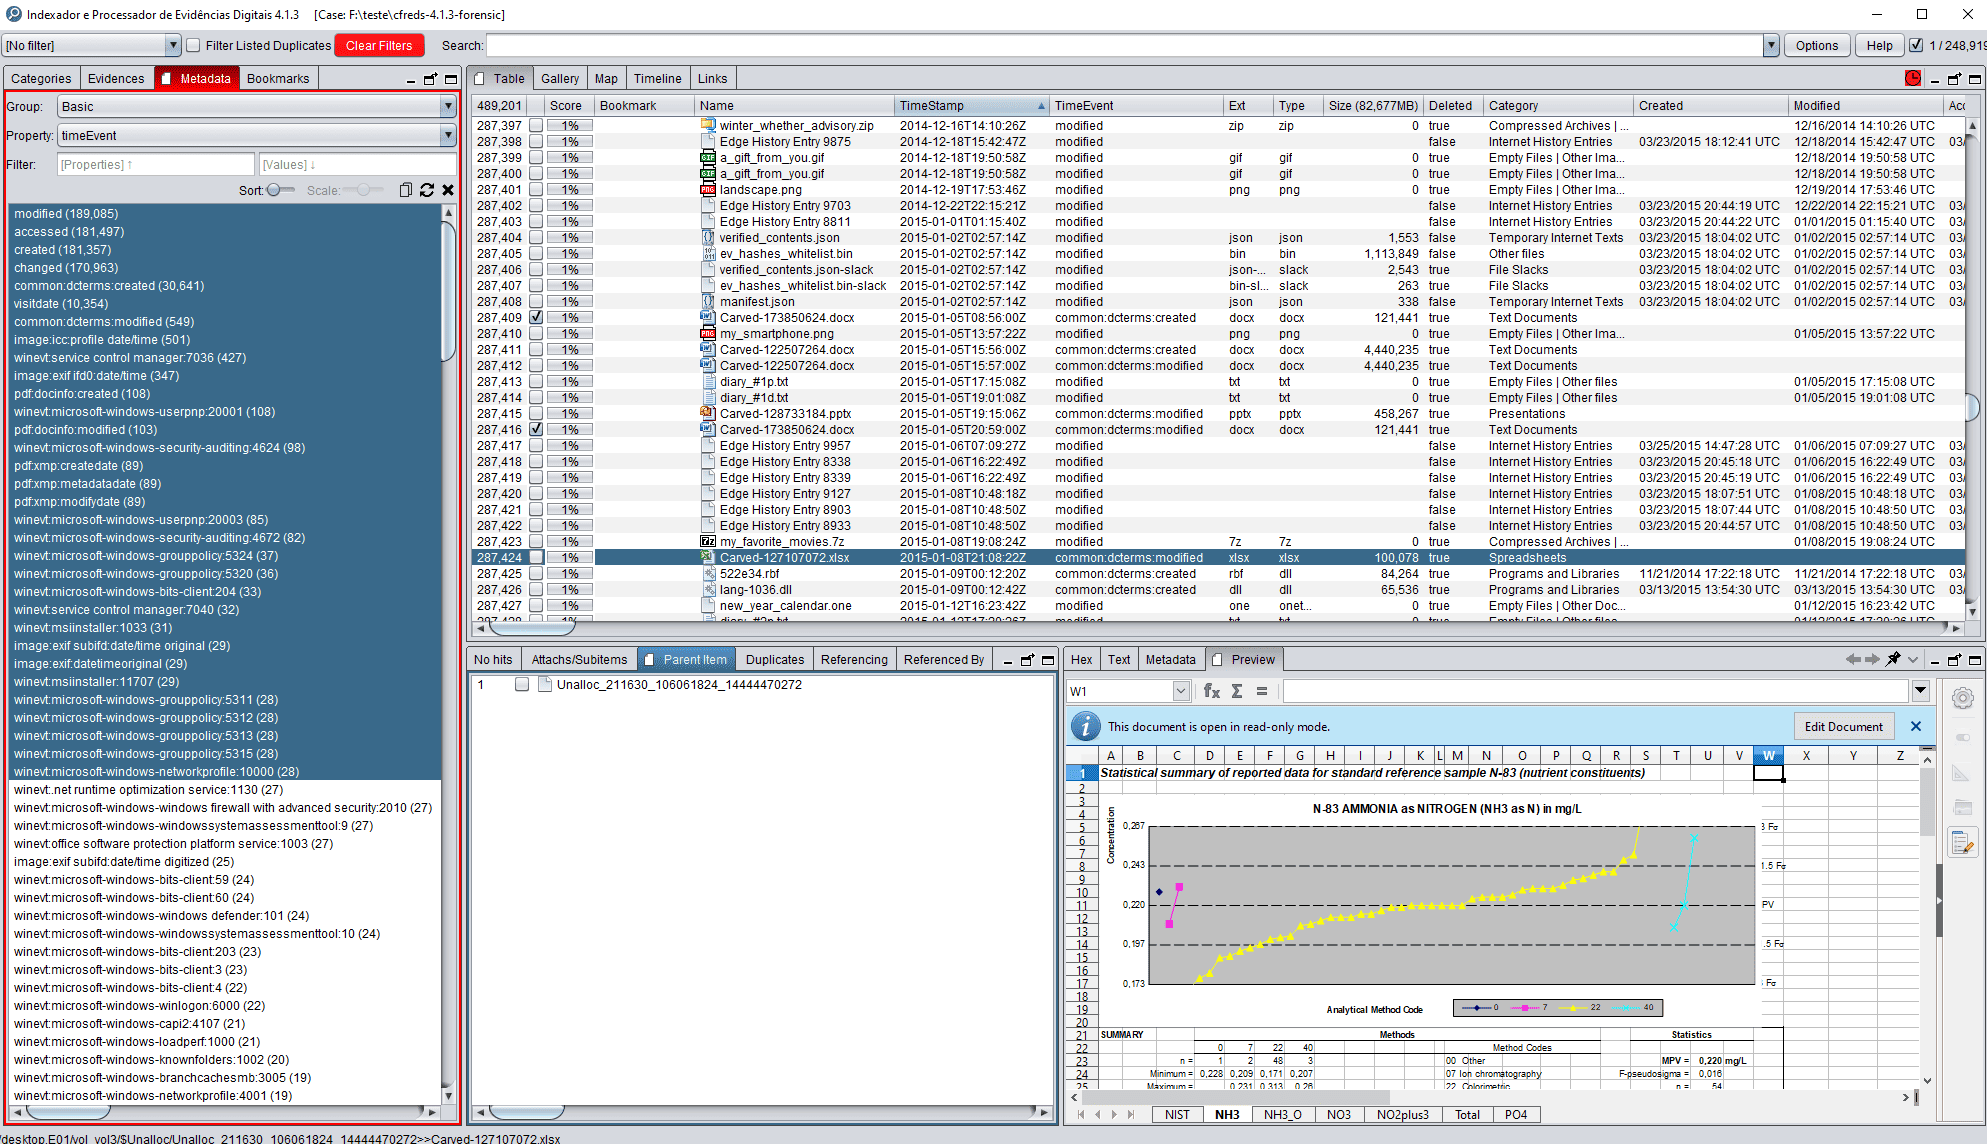 Indexador e Processador de Evidências Digitais 4.1.3 [Case: F:\teste\cfreds-4.1.3-forensic]
[No filter] Filter Listed Duplicates Clear Filters Search: Options Help 1 / 248,919
Categories Evidences Metadata Bookmarks
Group: Basic
Property: timeEvent
Filter: [Properties] ↑ [Values] ↓
Sort: Scale:
modified (189,085)
accessed (181,497)
created (181,357)
changed (170,963)
common:dcterms:created (30,641)
visitdate (10,354)
common:dcterms:modified (549)
image:icc:profile date/time (501)
winevt:service control manager:7036 (427)
image:exif ifd0:date/time (347)
pdf:docinfo:created (108)
winevt:microsoft-windows-userpnp:20001 (108)
pdf:docinfo:modified (103)
winevt:microsoft-windows-security-auditing:4624 (98)
pdf:xmp:createdate (89)
pdf:xmp:metadatadate (89)
pdf:xmp:modifydate (89)
winevt:microsoft-windows-userpnp:20003 (85)
winevt:microsoft-windows-security-auditing:4672 (82)
winevt:microsoft-windows-grouppolicy:5324 (37)
winevt:microsoft-windows-grouppolicy:5320 (36)
winevt:microsoft-windows-bits-client:204 (33)
winevt:service control manager:7040 (32)
winevt:msiinstaller:1033 (31)
image:exif subifd:date/time original (29)
image:exif:datetimeoriginal (29)
winevt:msiinstaller:11707 (29)
winevt:microsoft-windows-grouppolicy:5311 (28)
winevt:microsoft-windows-grouppolicy:5312 (28)
winevt:microsoft-windows-grouppolicy:5313 (28)
winevt:microsoft-windows-grouppolicy:5315 (28)
winevt:microsoft-windows-networkprofile:10000 (28)
winevt:.net runtime optimization service:1130 (27)
winevt:microsoft-windows-windows firewall with advanced security:2010 (27)
winevt:microsoft-windows-windowssystemassessmenttool:9 (27)
winevt:office software protection platform service:1003 (27)
image:exif subifd:date/time digitized (25)
winevt:microsoft-windows-bits-client:59 (24)
winevt:microsoft-windows-bits-client:60 (24)
winevt:microsoft-windows-windows defender:101 (24)
winevt:microsoft-windows-windowssystemassessmenttool:10 (24)
winevt:microsoft-windows-bits-client:203 (23)
winevt:microsoft-windows-bits-client:3 (23)
winevt:microsoft-windows-bits-client:4 (22)
winevt:microsoft-windows-winlogon:6000 (22)
winevt:microsoft-windows-capi2:4107 (21)
winevt:microsoft-windows-loadperf:1000 (21)
winevt:microsoft-windows-knownfolders:1002 (20)
winevt:microsoft-windows-branchcachesmb:3005 (19)
winevt:microsoft-windows-networkprofile:4001 (19)
Table Gallery Map Timeline Links
489,201 Score Bookmark Name TimeStamp TimeEvent Ext Type Size (82,677MB) Deleted Category Created Modified Acc
287,397 1% winter_whether_advisory.zip 2014-12-16T14:10:26Z modified zip zip 0 true Compressed Archives | ... 12/16/2014 14:10:26 UTC
287,398 1% Edge History Entry 9875 2014-12-18T15:42:47Z modified false Internet History Entries 03/23/2015 18:12:41 UTC 12/18/2014 15:42:47 UTC 03/
287,399 1% a_gift_from_you.gif 2014-12-18T19:50:58Z modified gif gif 0 true Empty Files | Other Ima... 12/18/2014 19:50:58 UTC
287,400 1% a_gift_from_you.gif 2014-12-18T19:50:58Z modified gif gif 0 true Empty Files | Other Ima... 12/18/2014 19:50:58 UTC
287,401 1% landscape.png 2014-12-19T17:53:46Z modified png png 0 true Empty Files | Other Ima... 12/19/2014 17:53:46 UTC
287,402 1% Edge History Entry 9703 2014-12-22T22:15:21Z modified false Internet History Entries 03/23/2015 20:44:19 UTC 12/22/2014 22:15:21 UTC 03/
287,403 1% Edge History Entry 8811 2015-01-01T01:15:40Z modified false Internet History Entries 03/23/2015 20:44:22 UTC 01/01/2015 01:15:40 UTC 03/
287,404 1% verified_contents.json 2015-01-02T02:57:14Z modified json json 1,553 false Temporary Internet Texts 03/23/2015 18:04:02 UTC 01/02/2015 02:57:14 UTC 03/
287,405 1% ev_hashes_whitelist.bin 2015-01-02T02:57:14Z modified bin bin 1,113,849 false Other files 03/23/2015 18:04:02 UTC 01/02/2015 02:57:14 UTC 03/
287,406 1% verified_contents.json-slack 2015-01-02T02:57:14Z modified json-... slack 2,543 true File Slacks 03/23/2015 18:04:02 UTC 01/02/2015 02:57:14 UTC 03/
287,407 1% ev_hashes_whitelist.bin-slack 2015-01-02T02:57:14Z modified bin-sl... slack 263 true File Slacks 03/23/2015 18:04:02 UTC 01/02/2015 02:57:14 UTC 03/
287,408 1% manifest.json 2015-01-02T02:57:14Z modified json json 338 false Temporary Internet Texts 03/23/2015 18:04:02 UTC 01/02/2015 02:57:14 UTC 03/
287,409 1% Carved-173850624.docx 2015-01-05T08:56:00Z common:dcterms:created docx docx 121,441 true Text Documents
287,410 1% my_smartphone.png 2015-01-05T13:57:22Z modified png png 0 true Empty Files | Other Ima... 01/05/2015 13:57:22 UTC
287,411 1% Carved-122507264.docx 2015-01-05T15:56:00Z common:dcterms:created docx docx 4,440,235 true Text Documents
287,412 1% Carved-122507264.docx 2015-01-05T15:57:00Z common:dcterms:modified docx docx 4,440,235 true Text Documents
287,413 1% diary_#1p.txt 2015-01-05T17:15:08Z modified txt txt 0 true Empty Files | Other files 01/05/2015 17:15:08 UTC
287,414 1% diary_#1d.txt 2015-01-05T19:01:08Z modified txt txt 0 true Empty Files | Other files 01/05/2015 19:01:08 UTC
287,415 1% Carved-128733184.pptx 2015-01-05T19:15:06Z common:dcterms:modified pptx pptx 458,267 true Presentations
287,416 1% Carved-173850624.docx 2015-01-05T20:59:00Z common:dcterms:modified docx docx 121,441 true Text Documents
287,417 1% Edge History Entry 9957 2015-01-06T07:09:27Z modified false Internet History Entries 03/25/2015 14:47:28 UTC 01/06/2015 07:09:27 UTC 03/
287,418 1% Edge History Entry 8338 2015-01-06T16:22:49Z modified false Internet History Entries 03/23/2015 20:45:18 UTC 01/06/2015 16:22:49 UTC 03/
287,419 1% Edge History Entry 8339 2015-01-06T16:22:49Z modified false Internet History Entries 03/23/2015 20:45:19 UTC 01/06/2015 16:22:49 UTC 03/
287,420 1% Edge History Entry 9127 2015-01-08T10:48:18Z modified false Internet History Entries 03/23/2015 18:07:51 UTC 01/08/2015 10:48:18 UTC 03/
287,421 1% Edge History Entry 8903 2015-01-08T10:48:50Z modified false Internet History Entries 03/23/2015 18:07:44 UTC 01/08/2015 10:48:50 UTC 03/
287,422 1% Edge History Entry 8933 2015-01-08T10:48:50Z modified false Internet History Entries 03/23/2015 20:44:57 UTC 01/08/2015 10:48:50 UTC 03/
287,423 1% my_favorite_movies.7z 2015-01-08T19:08:24Z modified 7z 7z 0 true Compressed Archives | ... 01/08/2015 19:08:24 UTC
287,424 1% Carved-127107072.xlsx 2015-01-08T21:08:22Z common:dcterms:modified xlsx xlsx 100,078 true Spreadsheets
287,425 1% 522e34.rbf 2015-01-09T00:12:20Z common:dcterms:created rbf dll 84,264 true Programs and Libraries 11/21/2014 17:22:18 UTC 11/21/2014 17:22:18 UTC 03/
287,426 1% lang-1036.dll 2015-01-09T00:12:42Z common:dcterms:created dll dll 65,536 true Programs and Libraries 03/13/2015 13:54:30 UTC 03/13/2015 13:54:30 UTC 03/
287,427 1% new_year_calendar.one 2015-01-12T16:23:42Z modified one onet... 0 true Empty Files | Other Doc... 01/12/2015 16:23:42 UTC
No hits Attachs/Subitems Parent Item Duplicates Referencing Referenced By
1 Unalloc_211630_106061824_14444470272
Hex Text Metadata Preview
W1 fx Σ =
This document is open in read-only mode. Edit Document
A B C D E F G H I J K L M N O P Q R S T U V W X Y Z
1 Statistical summary of reported data for standard reference sample N-83 (nutrient constituents)
2
3
4
5
6
7
8
9
10
11
12
13
14
15
16
17
18
19
20
N-83 AMMONIA as NITROGEN (NH3 as N) in mg/L
Concentration
0,267 3 Fσ
0,243 1.5 Fσ
0,220 PV
0,197 .5 Fσ
0,173 Fσ
Analytical Method Code 0 7 22 40
21 SUMMARY Methods Statistics
22 0 7 22 40 Method Codes
23 n = 1 2 48 3 00 Other MPV = 0,220 mg/L
24 Minimum = 0,228 0,209 0,171 0,207 07 Ion chromatography F-pseudosigma = 0,016
25 Maximum = 0,231 0,313 0,26 22 Colorimetric n = 54
NIST NH3 NH3_O NO3 NO2plus3 Total PO4
/desktop.E01/vol_vol3/$Unalloc/Unalloc_211630_106061824_14444470272>>Carved-127107072.xlsx